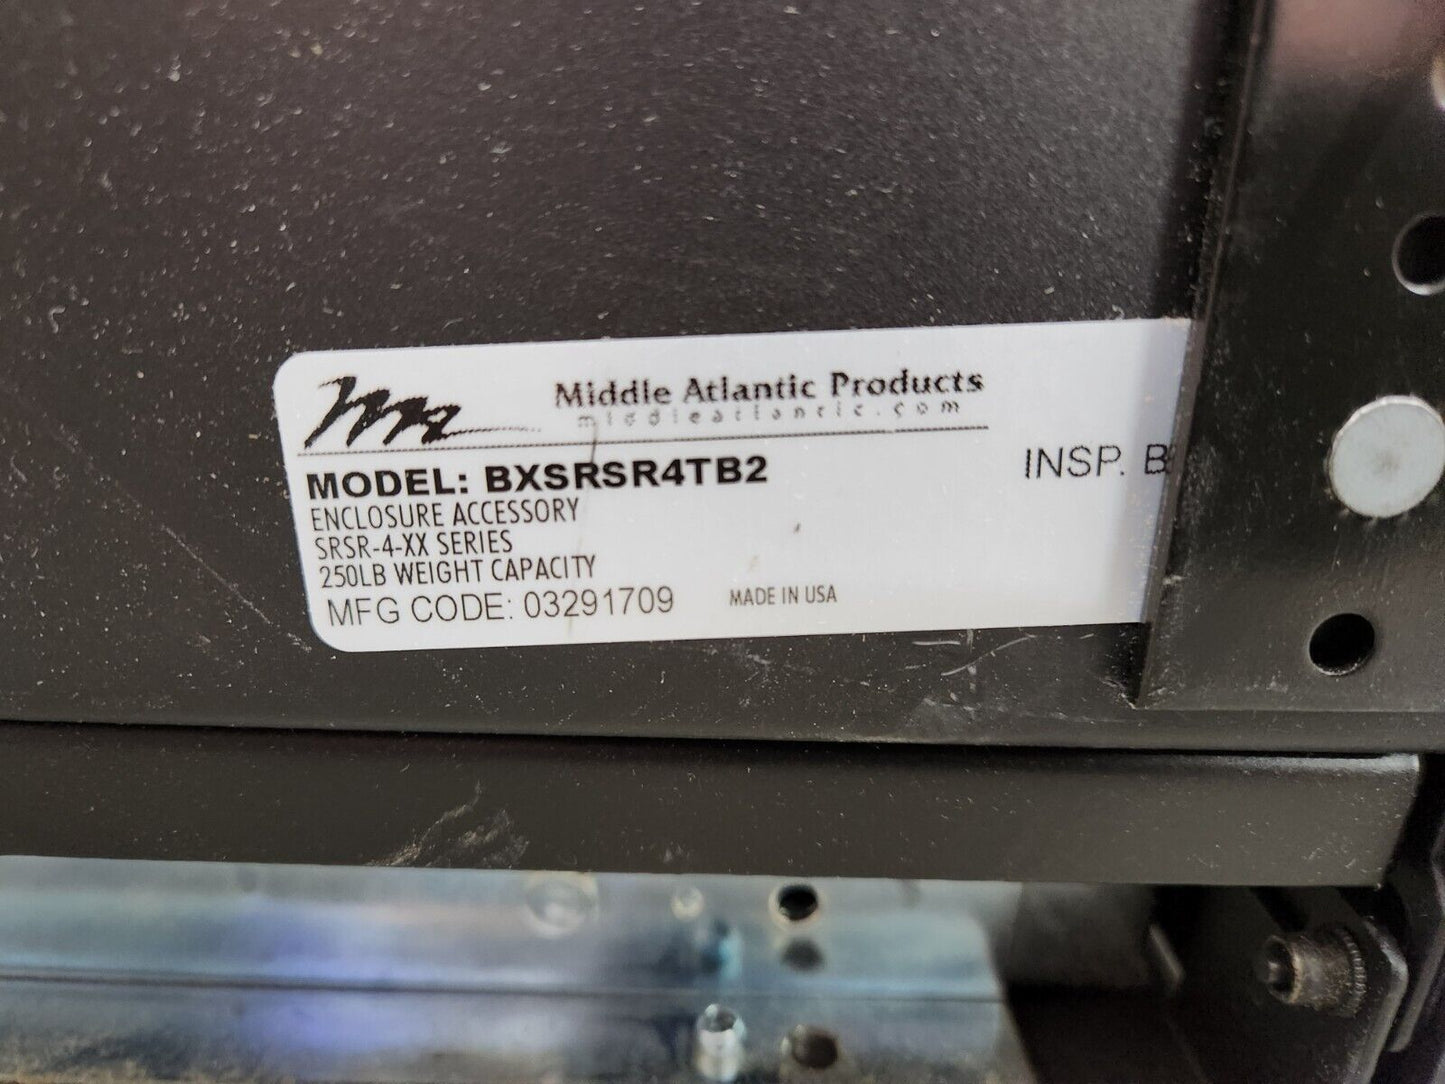 Middle Atlantic Products
middleatlantic.com
MODEL: BXSRSR4TB2
INSP. B
ENCLOSURE ACCESSORY
SRSR-4-XX SERIES
250LB WEIGHT CAPACITY
MFG CODE: 03291709
MADE IN USA